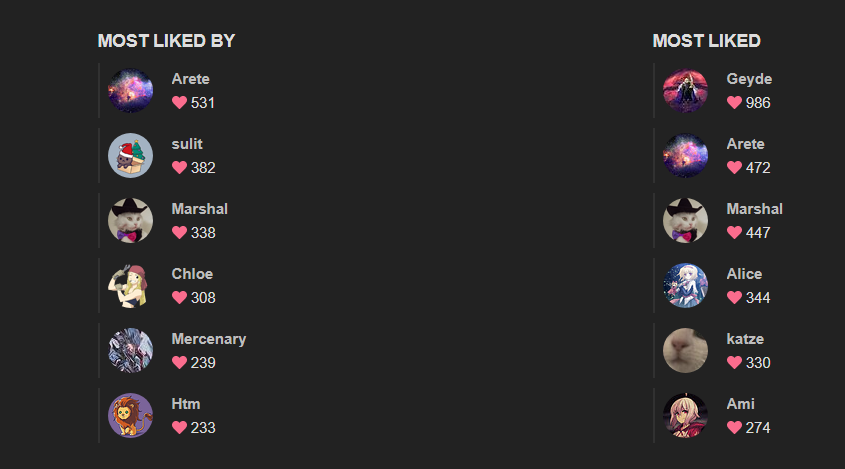 MOST LIKED BY
Arete
531
sulit
382
Marshal
338
Chloe
308
Mercenary
239
Htm
233
MOST LIKED
Geyde
986
Arete
472
Marshal
447
Alice
344
katze
330
Ami
274